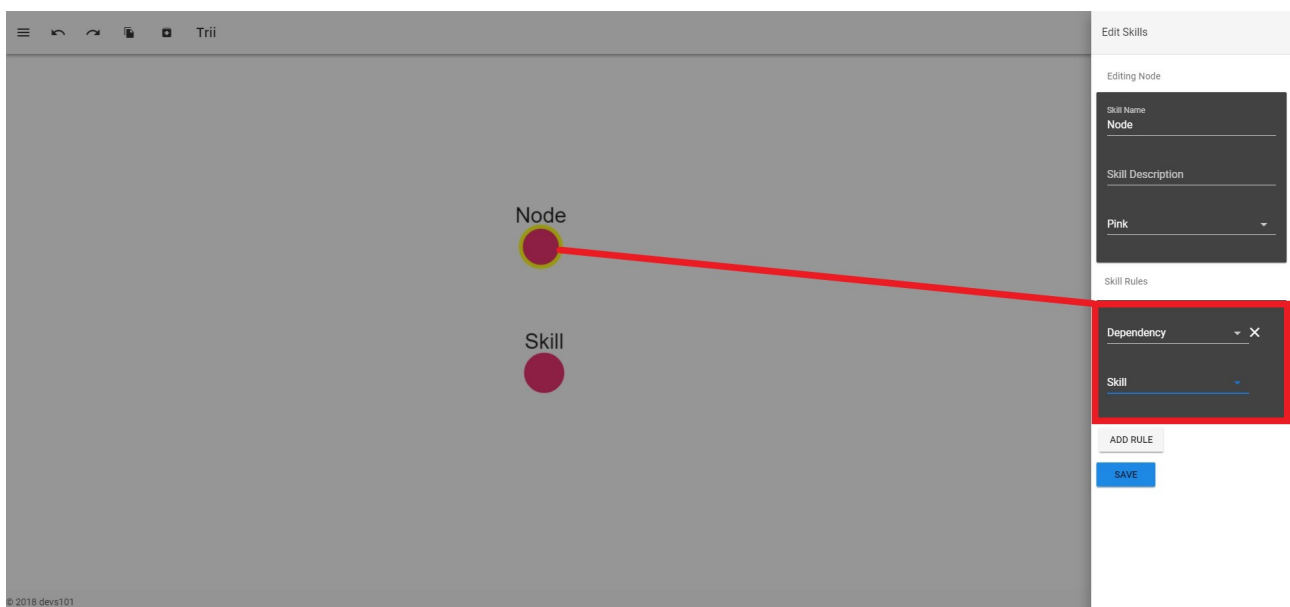 Trii
Edit Skills
Editing Node
Skill Name
Node
Skill Description
Pink
Skill Rules
Dependency
Skill
ADD RULE
SAVE
Node
Skill
© 2018 devs101